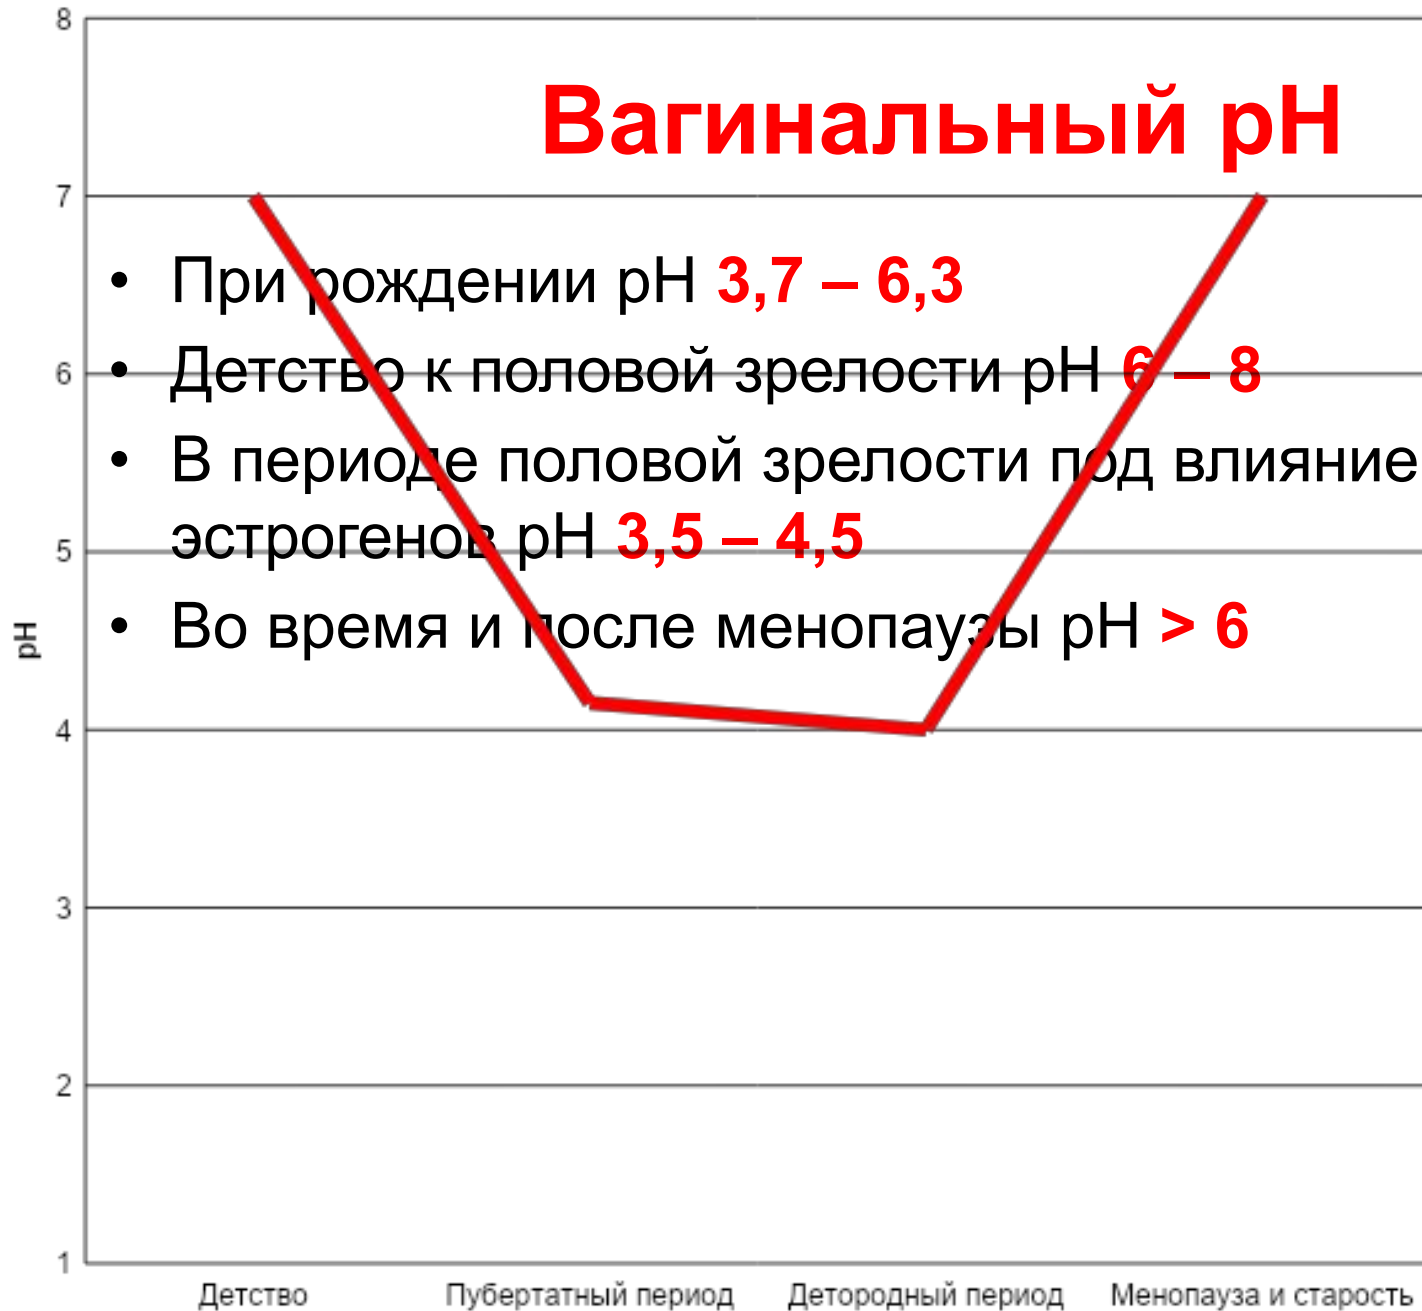 8
Вагинальный pH
7
• При рождении pH 3,7 – 6,3
• Детство к половой зрелости pH 6 – 8
6
• В периоде половой зрелости под влияние
эстрогенов pH 3,5 – 4,5
5
• Во время и после менопаузы pH > 6
pH
4
3
2
1
Детство Пубертатный период Детородный период Менопауза и старость